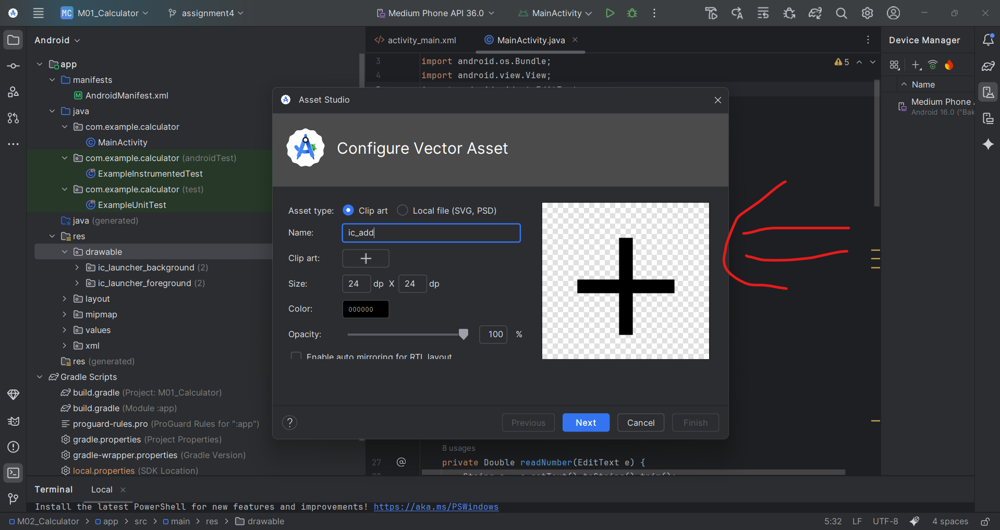 MC M01_Calculator
assignment4
Medium Phone API 36.0
MainActivity
Android
activity_main.xml
MainActivity.java
Device Manager
app
manifests
AndroidManifest.xml
java
com.example.calculator
MainActivity
com.example.calculator (androidTest)
ExampleInstrumentedTest
com.example.calculator (test)
ExampleUnitTest
java (generated)
res
drawable
ic_launcher_background (2)
ic_launcher_foreground (2)
layout
mipmap
values
xml
res (generated)
Gradle Scripts
build.gradle (Project: M01_Calculator)
build.gradle (Module :app)
proguard-rules.pro (ProGuard Rules for ":app")
gradle.properties (Project Properties)
gradle-wrapper.properties (Gradle Version)
local.properties (SDK Location)
3 import android.os.Bundle;
4 import android.view.View;
5
Name
Medium Phone
Android 16.0 ("Bak
Asset Studio
Configure Vector Asset
Asset type: Clip art Local file (SVG, PSD)
Name: ic_add
Clip art:
Size: 24 dp X 24 dp
Color: 000000
Opacity: 100 %
Enable auto mirroring for RTL layout
? Previous Next Cancel Finish
8 usages
27 @ private Double readNumber(EditText e) {
Terminal Local
Install the latest PowerShell for new features and improvements! https://aka.ms/PSWindows
M02_Calculator > app > src > main > res > drawable
5:32 LF UTF-8 4 spaces